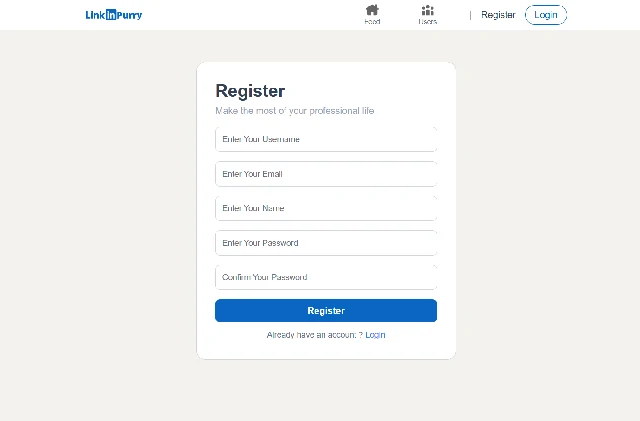 LinkinPurry
Feed
Users
| Register
Login
Register
Make the most of your professional life
Enter Your Username
Enter Your Email
Enter Your Name
Enter Your Password
Confirm Your Password
Register
Already have an account ? Login